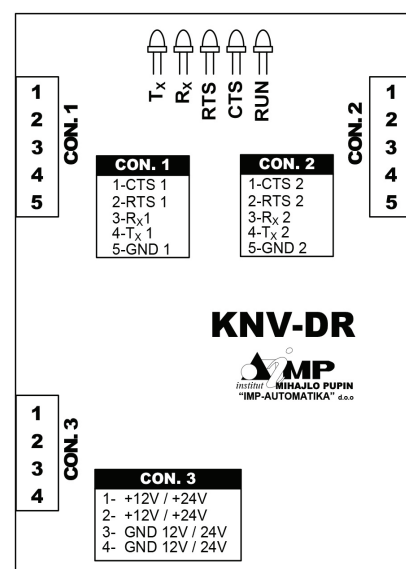 Tx Rx RTS CTS RUN
1
2
3
4
5
CON. 1
CON. 1
1-CTS 1
2-RTS 1
3-Rx1
4-Tx 1
5-GND 1
CON. 2
1-CTS 2
2-RTS 2
3-Rx 2
4-Tx 2
5-GND 2
CON. 2
1
2
3
4
5
KNV-DR
iMP
institut MIHAJLO PUPIN
"IMP-AUTOMATIKA" d.o.o
1
2
3
4
CON. 3
CON. 3
1- +12V / +24V
2- +12V / +24V
3- GND 12V / 24V
4- GND 12V / 24V